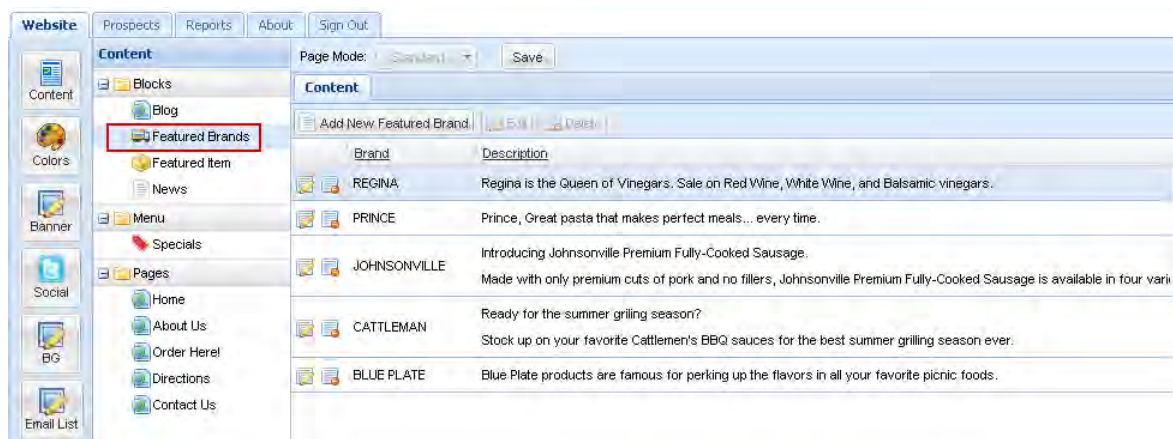 Website Prospects Reports About Sign Out
Content
Colors
Banner
Social
BG
Email List
Content
Blocks
Blog
Featured Brands
Featured Item
News
Menu
Specials
Pages
Home
About Us
Order Here!
Directions
Contact Us
Page Mode: Standard Save
Content
Add New Featured Brand Edit Delete
Brand Description
REGINA Regina is the Queen of Vinegars. Sale on Red Wine, White Wine, and Balsamic vinegars.
PRINCE Prince, Great pasta that makes perfect meals... every time.
JOHNSONVILLE Introducing Johnsonville Premium Fully-Cooked Sausage.
Made with only premium cuts of pork and no fillers, Johnsonville Premium Fully-Cooked Sausage is available in four vari
CATTLEMAN Ready for the summer griling season?
Stock up on your favorite Cattlemen's BBQ sauces for the best summer grilling season ever.
BLUE PLATE Blue Plate products are famous for perking up the flavors in all your favorite picnic foods.